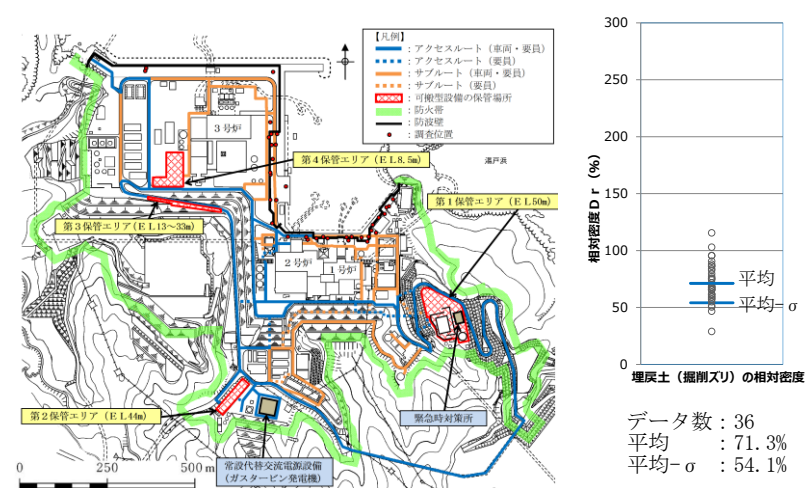 【凡例】
：アクセスルート（車両・要員）
：アクセスルート（要員）
：サブルート（車両・要員）
：サブルート（要員）
：可搬型設備の保管場所
：防火帯
：防波壁
：調査位置
3号炉
第4保管エリア（EL8.5m）
第1保管エリア（EL50m）
第3保管エリア（EL13～33m）
2号炉
1号炉
第2保管エリア（EL44m）
緊急時対策所
常設代替交流電源設備
（ガスタービン発電機）
0 250 500 m
相対密度Dr (%)
300
250
200
150
100
50
0
平均
平均-σ
埋戻土（掘削ズリ）の相対密度
データ数：36
平均　　：71.3%
平均-σ　：54.1%